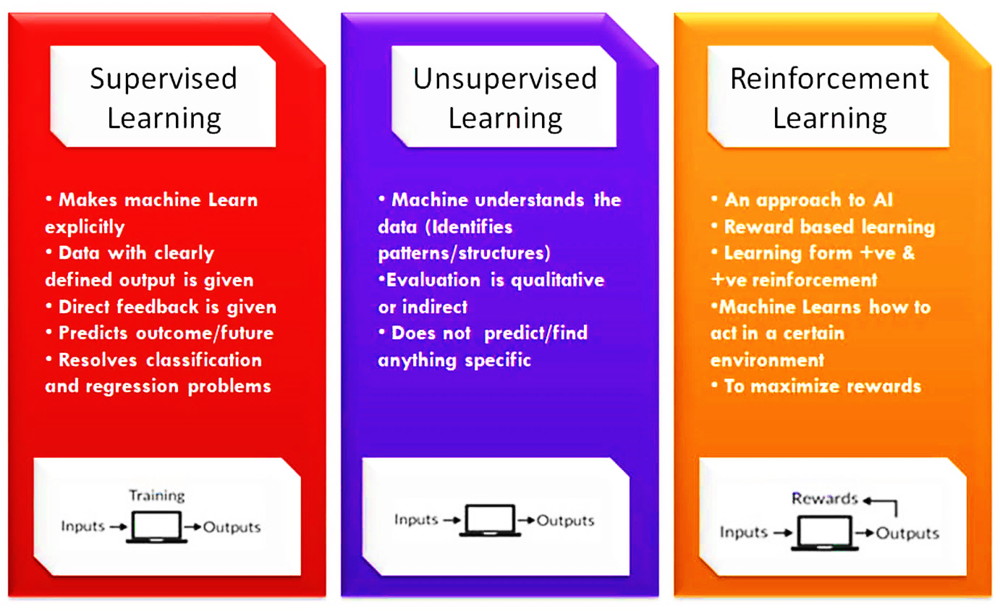 Supervised
Learning
• Makes machine Learn
explicitly
• Data with clearly
defined output is given
• Direct feedback is given
• Predicts outcome/future
• Resolves classification
and regression problems
Training
Inputs
Outputs
Unsupervised
Learning
• Machine understands the
data (Identifies
patterns/structures)
•Evaluation is qualitative
or indirect
• Does not predict/find
anything specific
Inputs
Outputs
Reinforcement
Learning
• An approach to AI
• Reward based learning
• Learning form +ve &
+ve reinforcement
•Machine Learns how to
act in a certain
environment
• To maximize rewards
Rewards
Inputs
Outputs